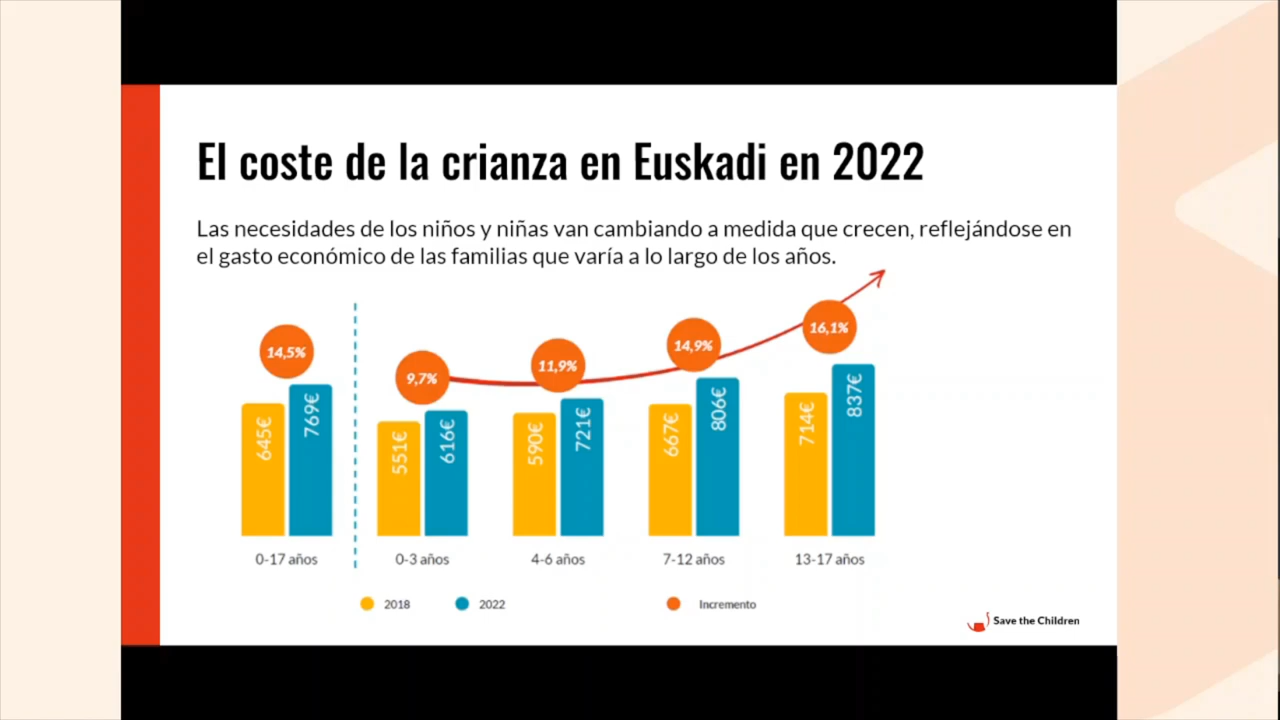 El coste de la crianza en Euskadi en 2022
Las necesidades de los niños y niñas van cambiando a medida que crecen, reflejándose en
el gasto económico de las familias que varía a lo largo de los años.
14,5%
9,7%
11,9%
14,9%
16,1%
645€
769€
551€
616€
590€
721€
667€
806€
714€
837€
0-17 años
0-3 años
4-6 años
7-12 años
13-17 años
2018
2022
Incremento
Save the Children